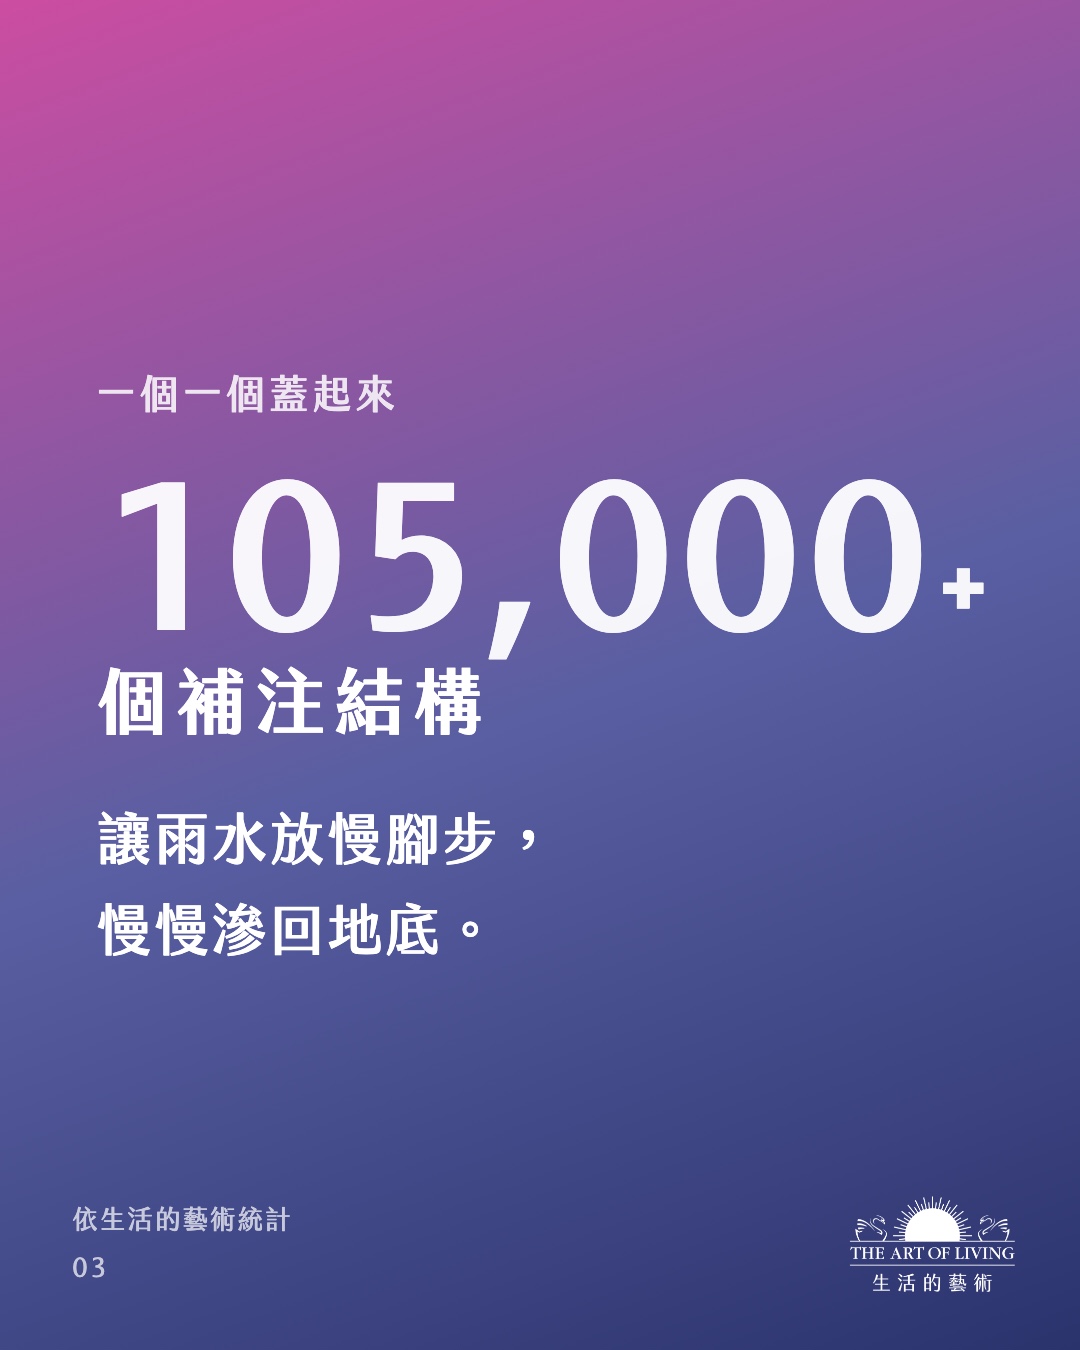 一個一個蓋起來
105,000+
個補注結構
讓雨水放慢腳步，
慢慢滲回地底。
依生活的藝術統計
03
THE ART OF LIVING
生活的藝術